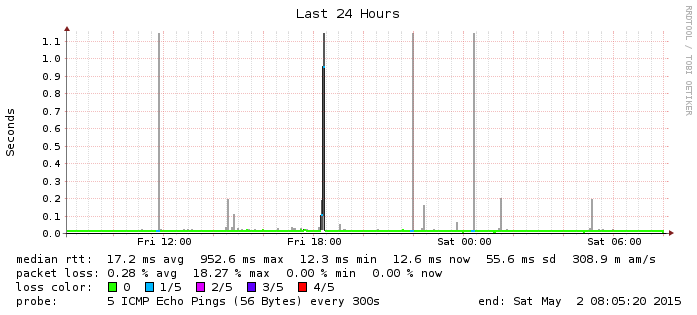 Last 24 Hours
RRDTOOL / TOBI OETIKER
Seconds
1.1
1.0
0.9
0.8
0.7
0.6
0.5
0.4
0.3
0.2
0.1
0.0
Fri 12:00 Fri 18:00 Sat 00:00 Sat 06:00
median rtt: 17.2 ms avg 952.6 ms max 12.3 ms min 12.6 ms now 55.6 ms sd 308.9 m am/s
packet loss: 0.28 % avg 18.27 % max 0.00 % min 0.00 % now
loss color: 0 1/5 2/5 3/5 4/5
probe: 5 ICMP Echo Pings (56 Bytes) every 300s end: Sat May 2 08:05:20 2015